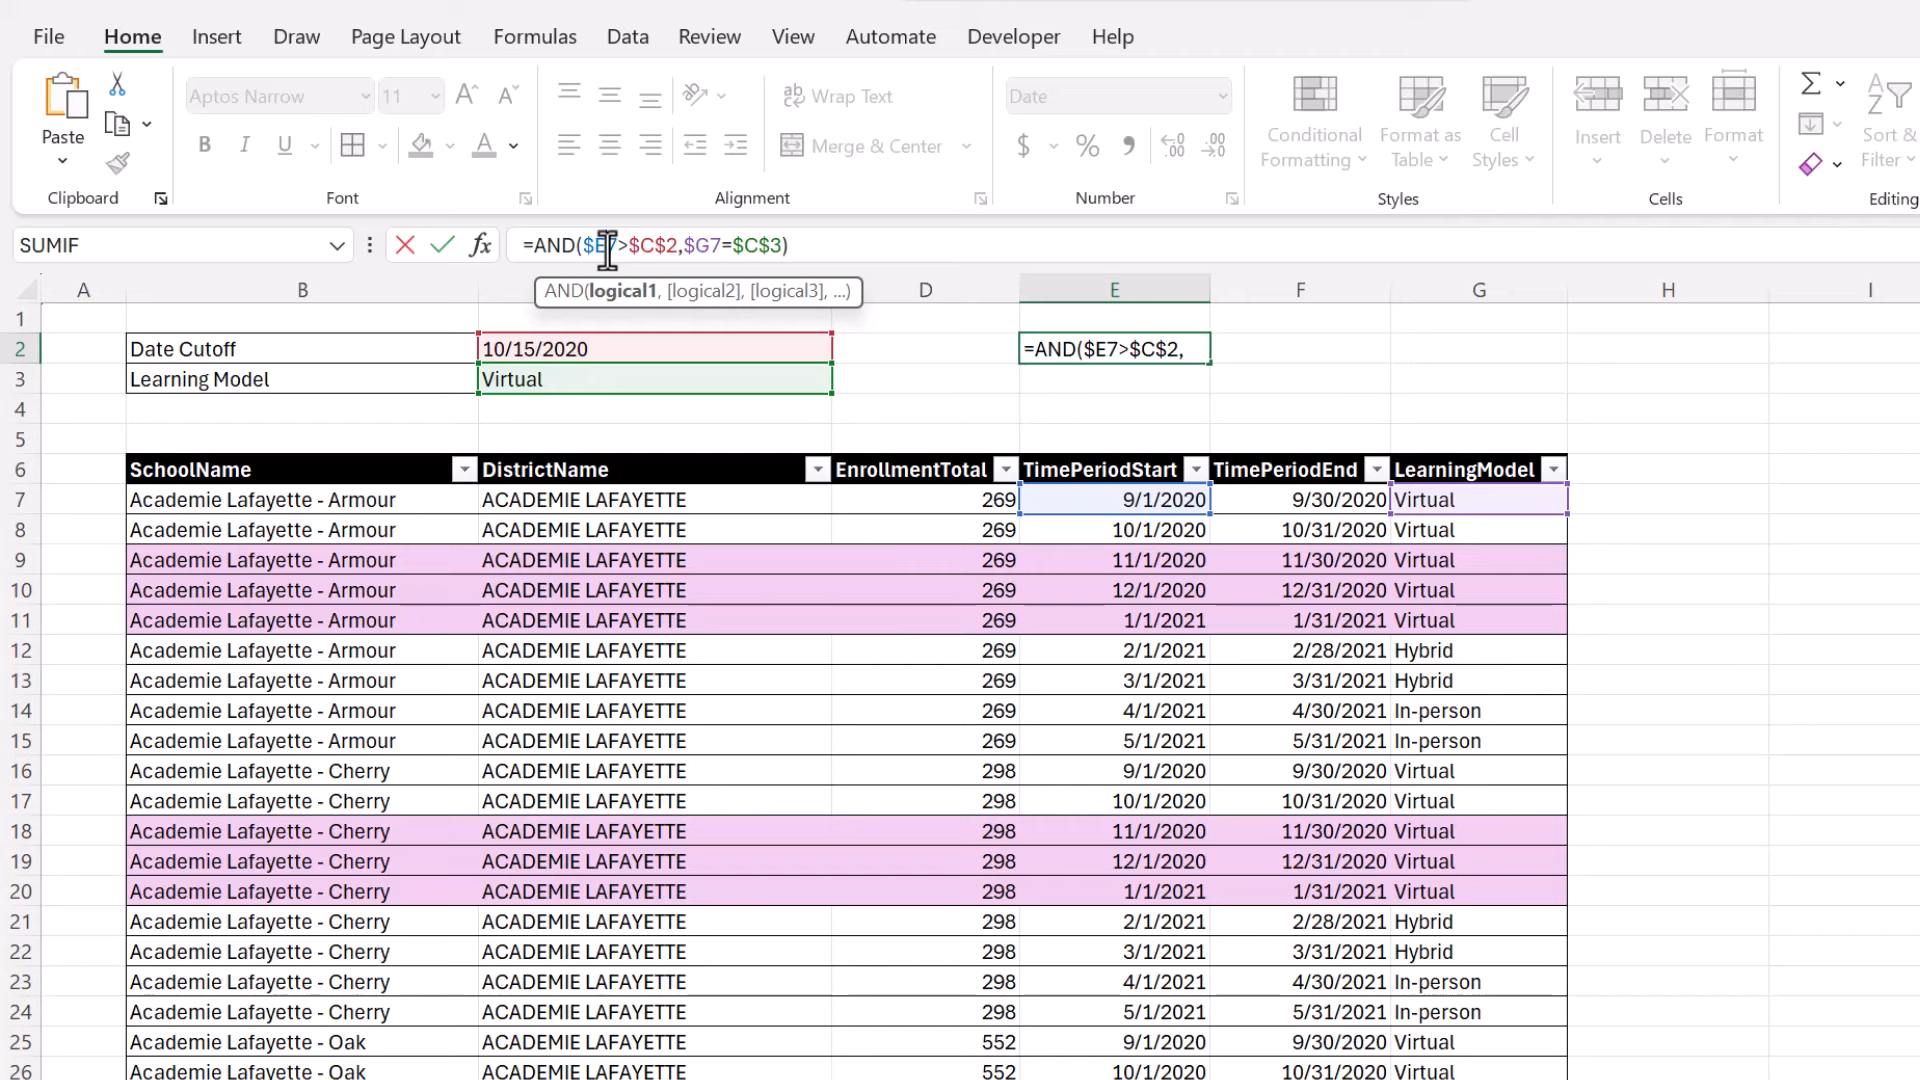 File Home Insert Draw Page Layout Formulas Data Review View Automate Developer Help
Aptos Narrow 11 Wrap Text Date
Paste B I U Merge & Center $ % , Conditional Formatting Format as Table Cell Styles Insert Delete Format Sort & Filter
Clipboard Font Alignment Number Styles Cells Editing
SUMIF fx =AND($E7>$C$2,$G7=$C$3)
AND(logical1, [logical2], [logical3], ...)
A B D E F G H I
1
2 Date Cutoff 10/15/2020 =AND($E7>$C$2,
3 Learning Model Virtual
4
5
6 SchoolName DistrictName EnrollmentTotal TimePeriodStart TimePeriodEnd LearningModel
7 Academie Lafayette - Armour ACADEMIE LAFAYETTE 269 9/1/2020 9/30/2020 Virtual
8 Academie Lafayette - Armour ACADEMIE LAFAYETTE 269 10/1/2020 10/31/2020 Virtual
9 Academie Lafayette - Armour ACADEMIE LAFAYETTE 269 11/1/2020 11/30/2020 Virtual
10 Academie Lafayette - Armour ACADEMIE LAFAYETTE 269 12/1/2020 12/31/2020 Virtual
11 Academie Lafayette - Armour ACADEMIE LAFAYETTE 269 1/1/2021 1/31/2021 Virtual
12 Academie Lafayette - Armour ACADEMIE LAFAYETTE 269 2/1/2021 2/28/2021 Hybrid
13 Academie Lafayette - Armour ACADEMIE LAFAYETTE 269 3/1/2021 3/31/2021 Hybrid
14 Academie Lafayette - Armour ACADEMIE LAFAYETTE 269 4/1/2021 4/30/2021 In-person
15 Academie Lafayette - Armour ACADEMIE LAFAYETTE 269 5/1/2021 5/31/2021 In-person
16 Academie Lafayette - Cherry ACADEMIE LAFAYETTE 298 9/1/2020 9/30/2020 Virtual
17 Academie Lafayette - Cherry ACADEMIE LAFAYETTE 298 10/1/2020 10/31/2020 Virtual
18 Academie Lafayette - Cherry ACADEMIE LAFAYETTE 298 11/1/2020 11/30/2020 Virtual
19 Academie Lafayette - Cherry ACADEMIE LAFAYETTE 298 12/1/2020 12/31/2020 Virtual
20 Academie Lafayette - Cherry ACADEMIE LAFAYETTE 298 1/1/2021 1/31/2021 Virtual
21 Academie Lafayette - Cherry ACADEMIE LAFAYETTE 298 2/1/2021 2/28/2021 Hybrid
22 Academie Lafayette - Cherry ACADEMIE LAFAYETTE 298 3/1/2021 3/31/2021 Hybrid
23 Academie Lafayette - Cherry ACADEMIE LAFAYETTE 298 4/1/2021 4/30/2021 In-person
24 Academie Lafayette - Cherry ACADEMIE LAFAYETTE 298 5/1/2021 5/31/2021 In-person
25 Academie Lafayette - Oak ACADEMIE LAFAYETTE 552 9/1/2020 9/30/2020 Virtual
26 Academie Lafayette - Oak ACADEMIE LAFAYETTE 552 10/1/2020 10/31/2020 Virtual